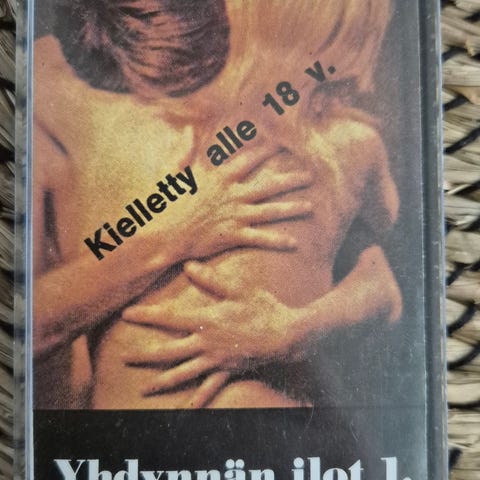 Kielletty alle 18 v.
Yhdynnän ilot 1.